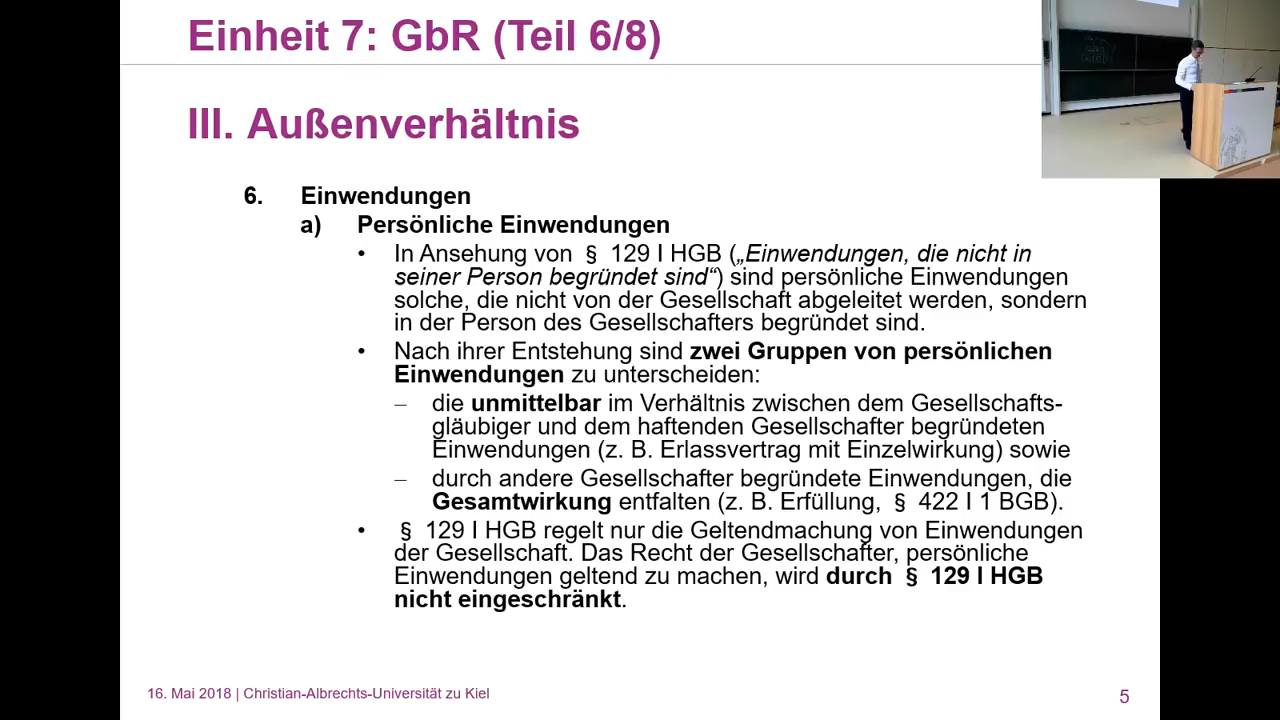 Einheit 7: GbR (Teil 6/8)
III. Außenverhältnis
6. Einwendungen
a) Persönliche Einwendungen
• In Ansehung von § 129 I HGB („Einwendungen, die nicht in
seiner Person begründet sind“) sind persönliche Einwendungen
solche, die nicht von der Gesellschaft abgeleitet werden, sondern
in der Person des Gesellschafters begründet sind.
• Nach ihrer Entstehung sind zwei Gruppen von persönlichen
Einwendungen zu unterscheiden:
– die unmittelbar im Verhältnis zwischen dem Gesellschafts-
gläubiger und dem haftenden Gesellschafter begründeten
Einwendungen (z. B. Erlassvertrag mit Einzelwirkung) sowie
– durch andere Gesellschafter begründete Einwendungen, die
Gesamtwirkung entfalten (z. B. Erfüllung, § 422 I 1 BGB).
• § 129 I HGB regelt nur die Geltendmachung von Einwendungen
der Gesellschaft. Das Recht der Gesellschafter, persönliche
Einwendungen geltend zu machen, wird durch § 129 I HGB
nicht eingeschränkt.
16. Mai 2018 | Christian-Albrechts-Universität zu Kiel
5